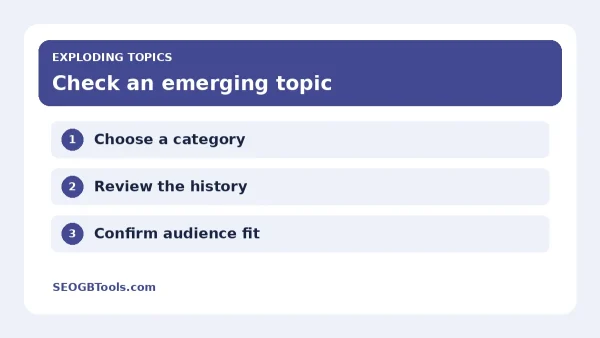 EXPLODING TOPICS
Check an emerging topic
1 Choose a category
2 Review the history
3 Confirm audience fit
SEOGBTools.com